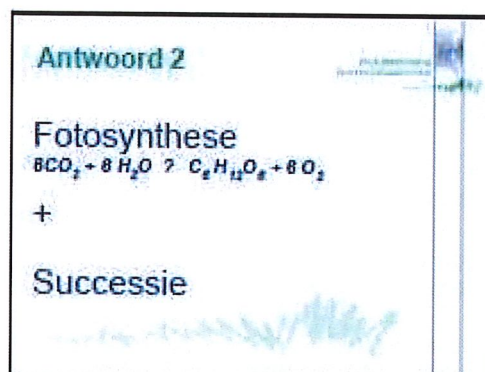 Antwoord 2
Fotosynthese
6CO₂ + 6 H₂O ? C₆H₁₂O₆ + 6 O₂
+
Successie